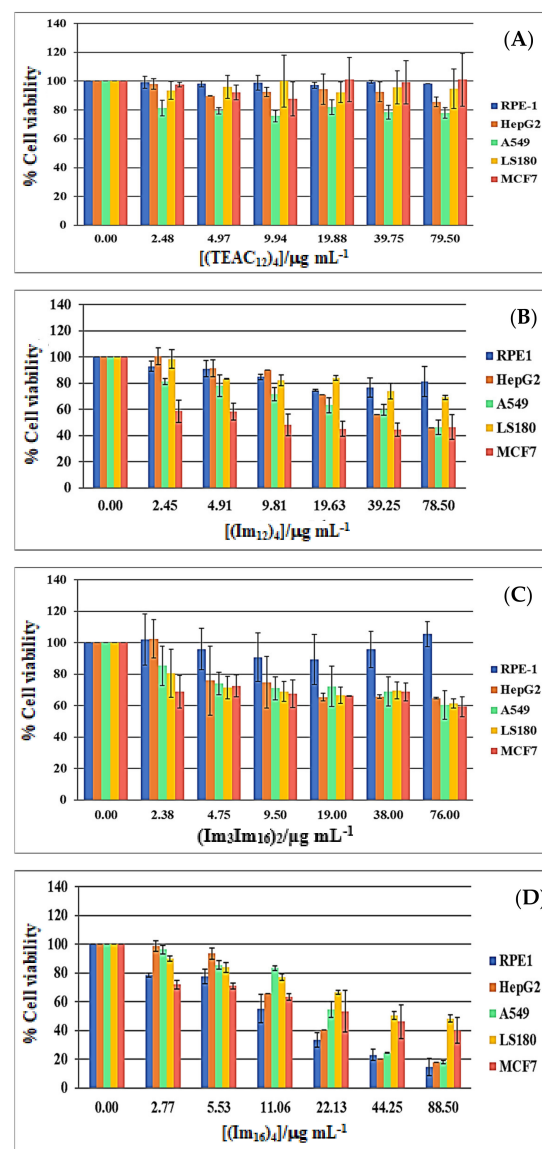 (A)
140
120
100
80
60
40
20
0
% Cell viability
RPE-1
HepG2
A549
LS180
MCF7
0.00 2.48 4.97 9.94 19.88 39.75 79.50
[(TEAC₁₂)₄]/µg mL⁻¹
(B)
140
120
100
80
60
40
20
0
% Cell viability
RPE1
HepG2
A549
LS180
MCF7
0.00 2.45 4.91 9.81 19.63 39.25 78.50
[(Im₁₂)₄]/µg mL⁻¹
(C)
140
120
100
80
60
40
20
0
% Cell viability
RPE-1
HepG2
A549
LS180
MCF7
0.00 2.38 4.75 9.50 19.00 38.00 76.00
(Im₃Im₁₆)₂/µg mL⁻¹
(D)
140
120
100
80
60
40
20
0
% Cell viability
RPE1
HepG2
A549
LS180
MCF7
0.00 2.77 5.53 11.06 22.13 44.25 88.50
[(Im₁₆)₄]/µg mL⁻¹